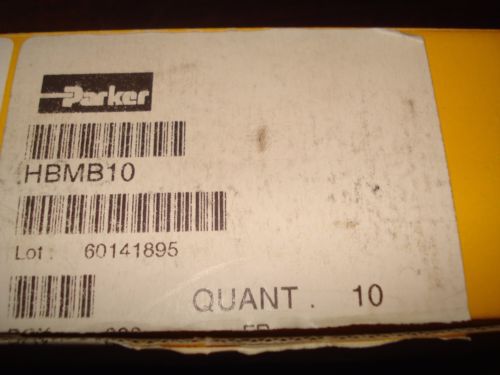 Parker
HBMB10
Lot : 60141895
QUANT . 10